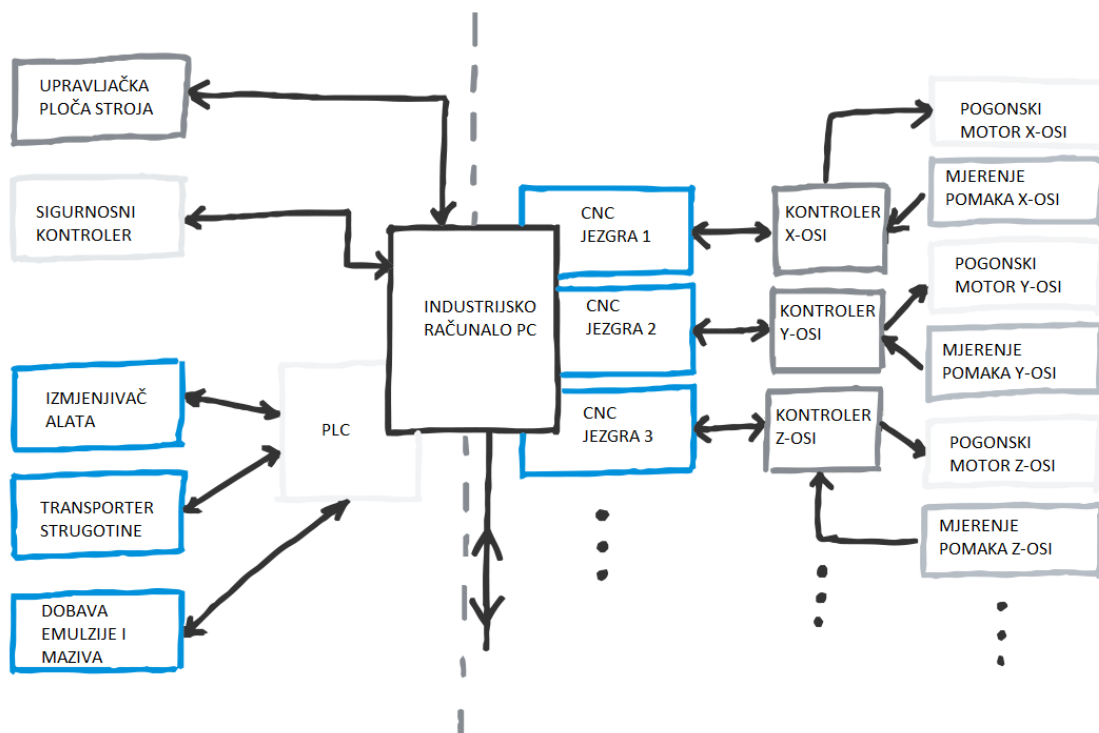 UPRAVLJAČKA
PLOČA STROJA
SIGURNOSNI
KONTROLER
IZMJENJIVAČ
ALATA
TRANSPORTER
STRUGOTINE
DOBAVA
EMULZIJE I
MAZIVA
PLC
INDUSTRIJSKO
RAČUNALO PC
CNC
JEZGRA 1
CNC
JEZGRA 2
CNC
JEZGRA 3
KONTROLER
X-OSI
KONTROLER
Y-OSI
KONTROLER
Z-OSI
POGONSKI
MOTOR X-OSI
MJERENJE
POMAKA X-OSI
POGONSKI
MOTOR Y-OSI
MJERENJE
POMAKA Y-OSI
POGONSKI
MOTOR Z-OSI
MJERENJE
POMAKA Z-OSI